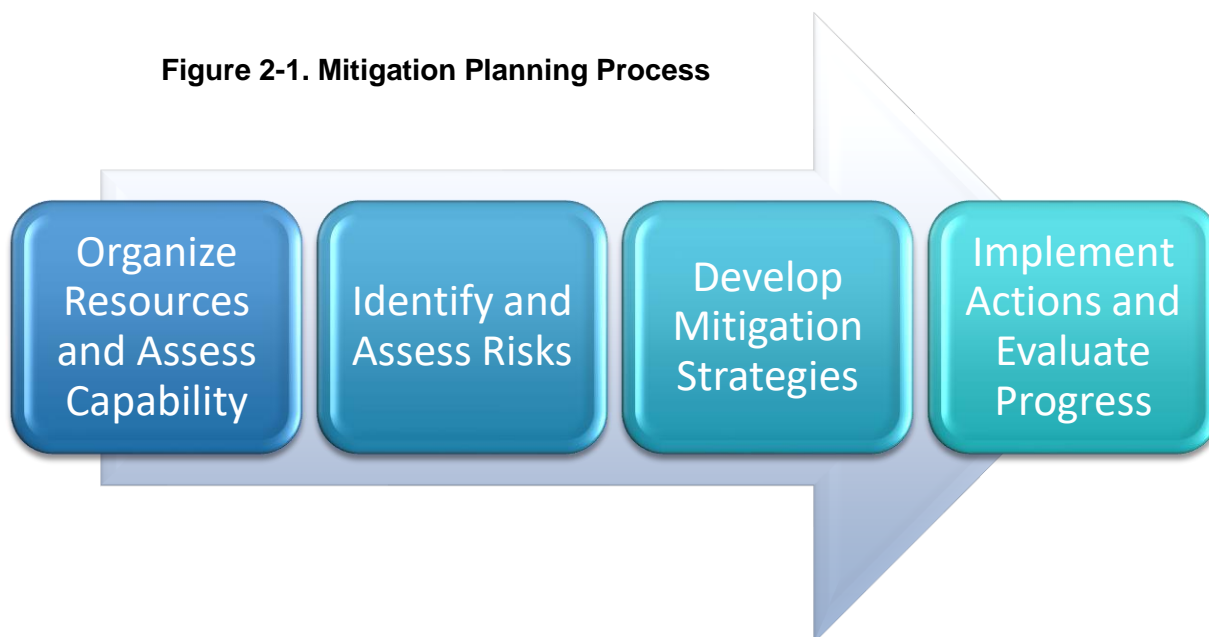 Figure 2-1. Mitigation Planning Process
Organize
Resources
and Assess
Capability
Identify and
Assess Risks
Develop
Mitigation
Strategies
Implement
Actions and
Evaluate
Progress